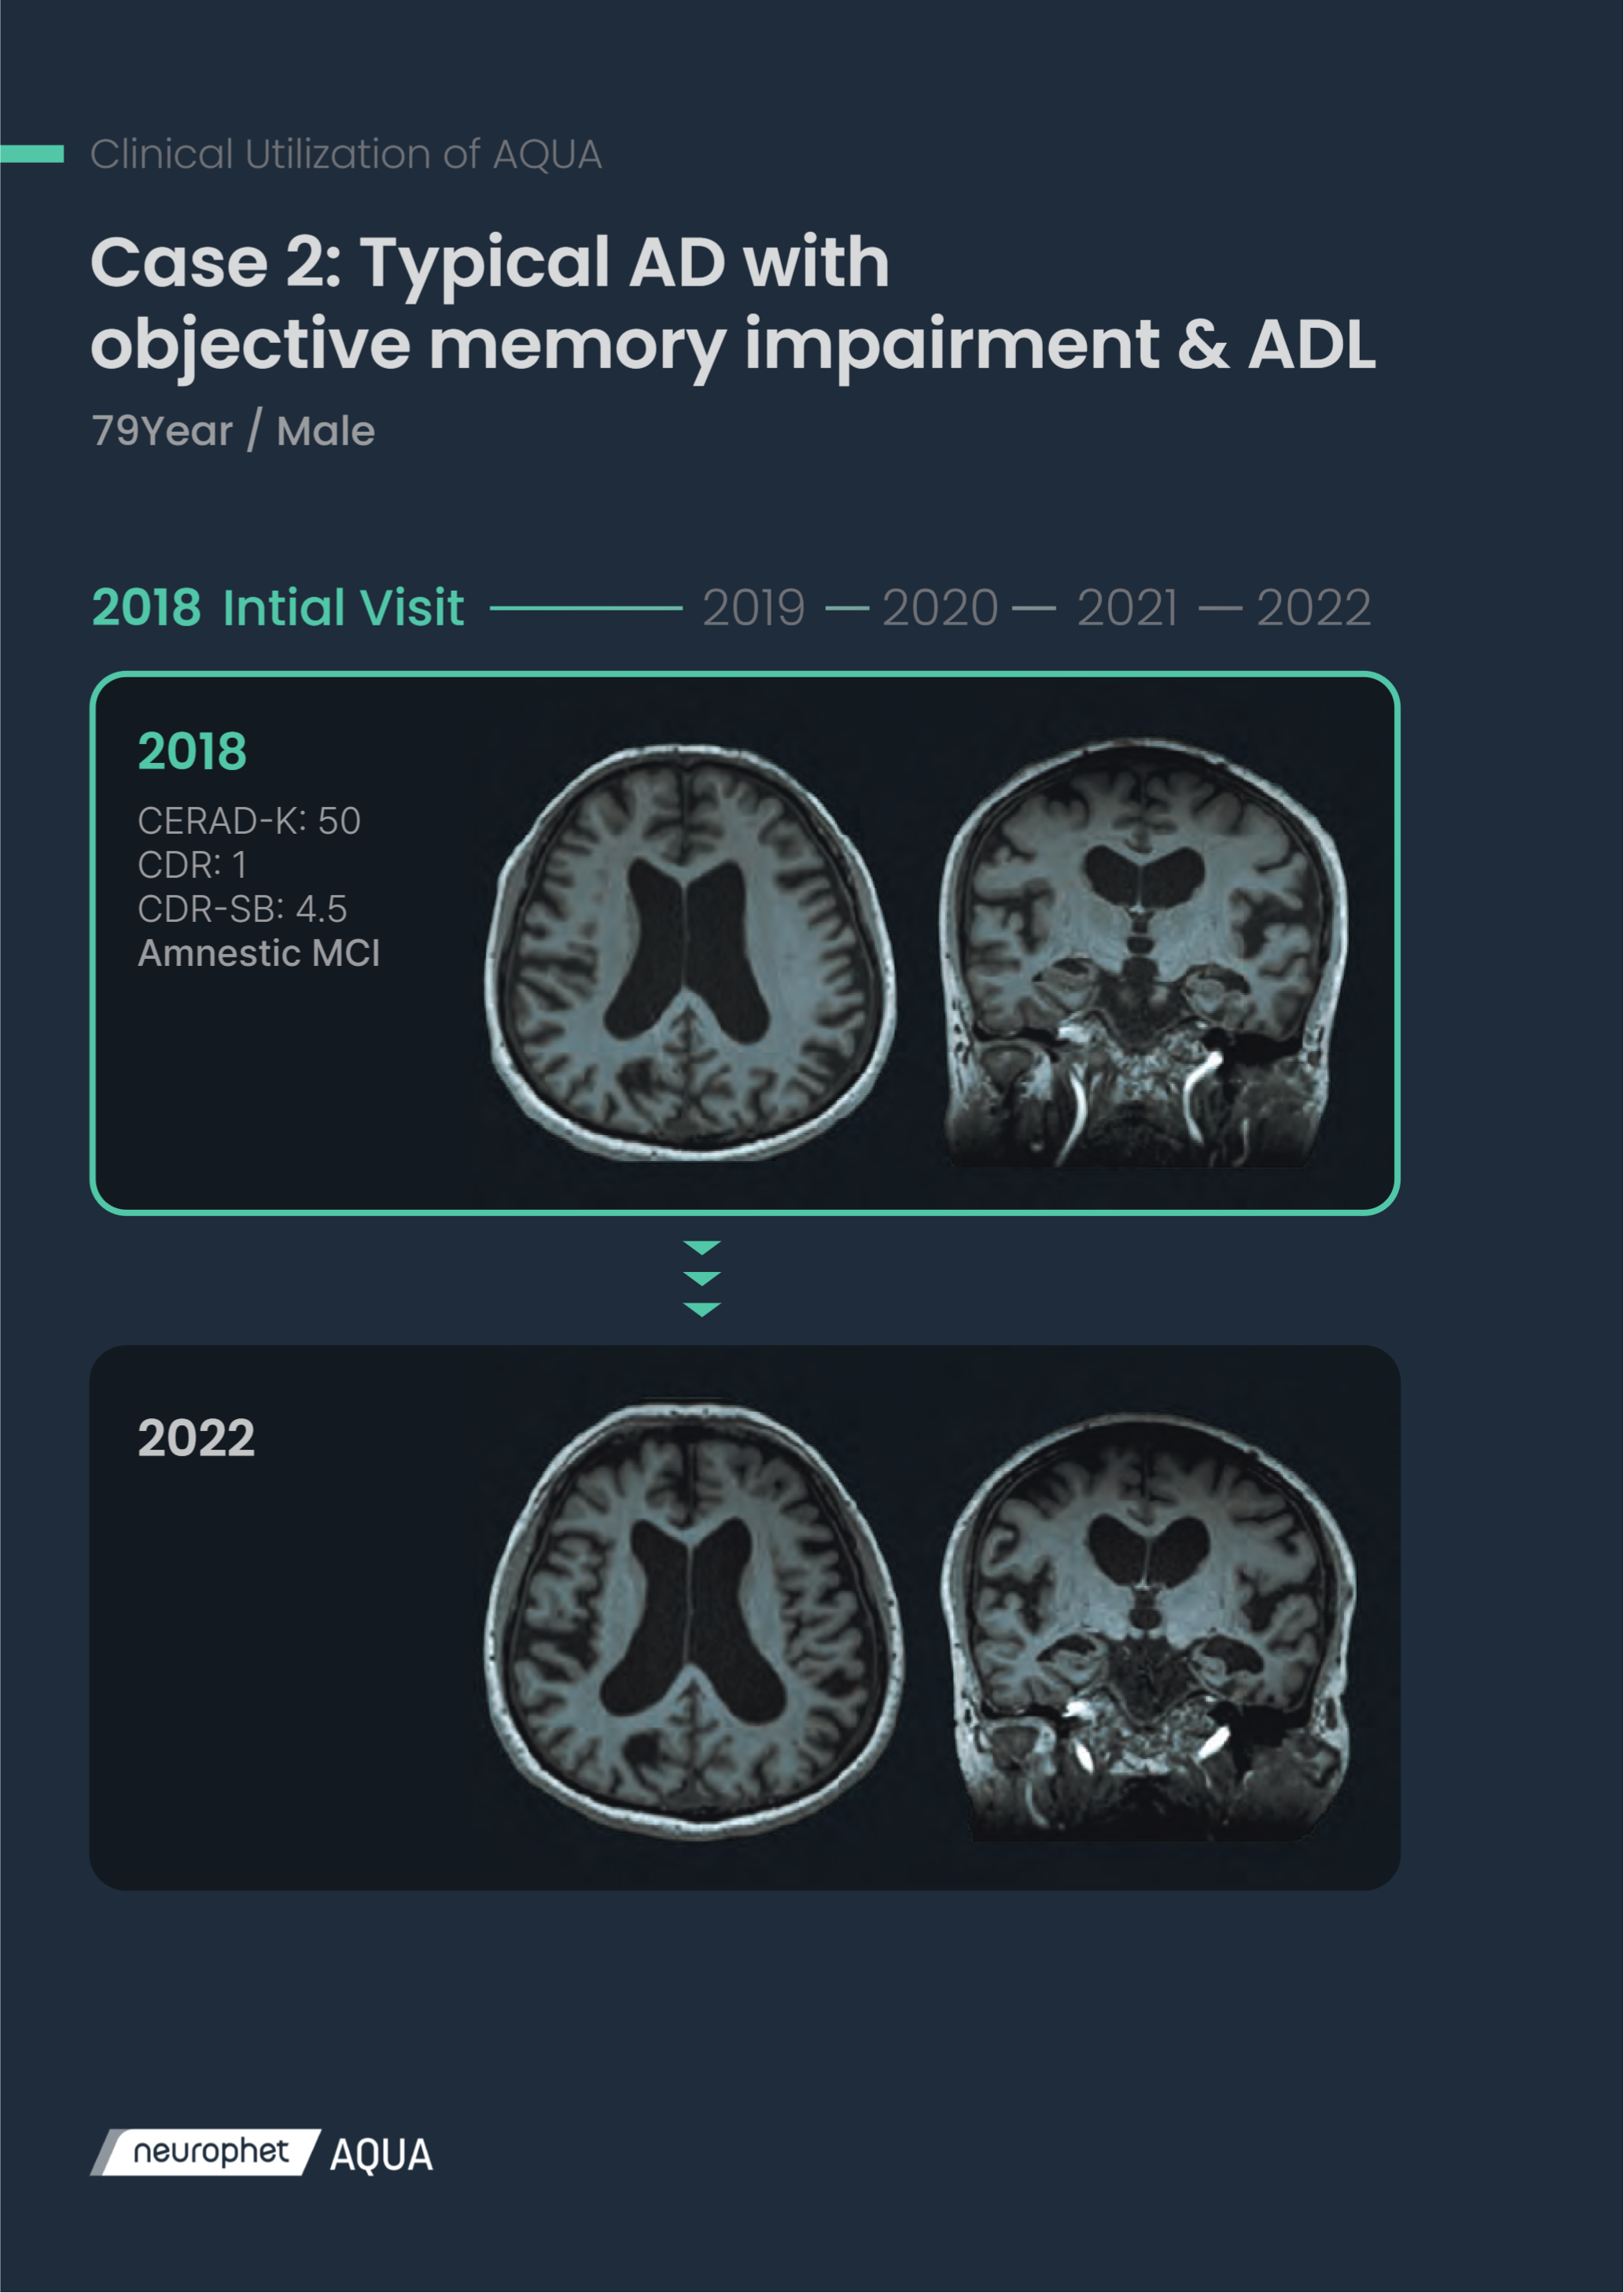 Clinical Utilization of AQUA
Case 2: Typical AD with
objective memory impairment & ADL
79Year / Male
2018 Intial Visit — 2019 — 2020 — 2021 — 2022
2018
CERAD-K: 50
CDR: 1
CDR-SB: 4.5
Amnestic MCI
2022
neurophet AQUA